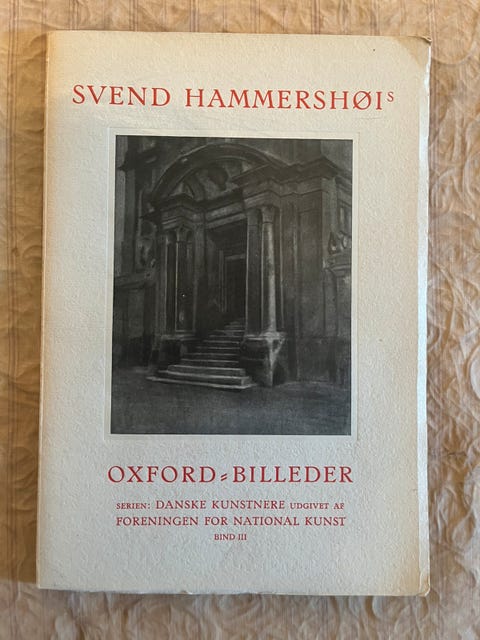 SVEND HAMMERSHØIS
OXFORD=BILLEDER
SERIEN: DANSKE KUNSTNERE UDGIVET AF
FORENINGEN FOR NATIONAL KUNST
BIND III